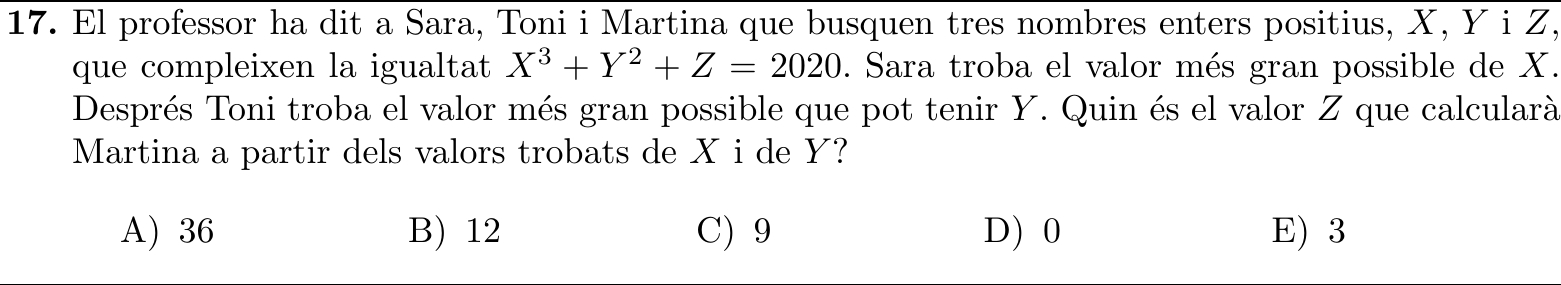 17. El professor ha dit a Sara, Toni i Martina que busquen tres nombres enters positius, X, Y i Z,
que compleixen la igualtat X³ + Y² + Z = 2020. Sara troba el valor més gran possible de X.
Després Toni troba el valor més gran possible que pot tenir Y. Quin és el valor Z que calcularà
Martina a partir dels valors trobats de X i de Y?
A) 36 B) 12 C) 9 D) 0 E) 3